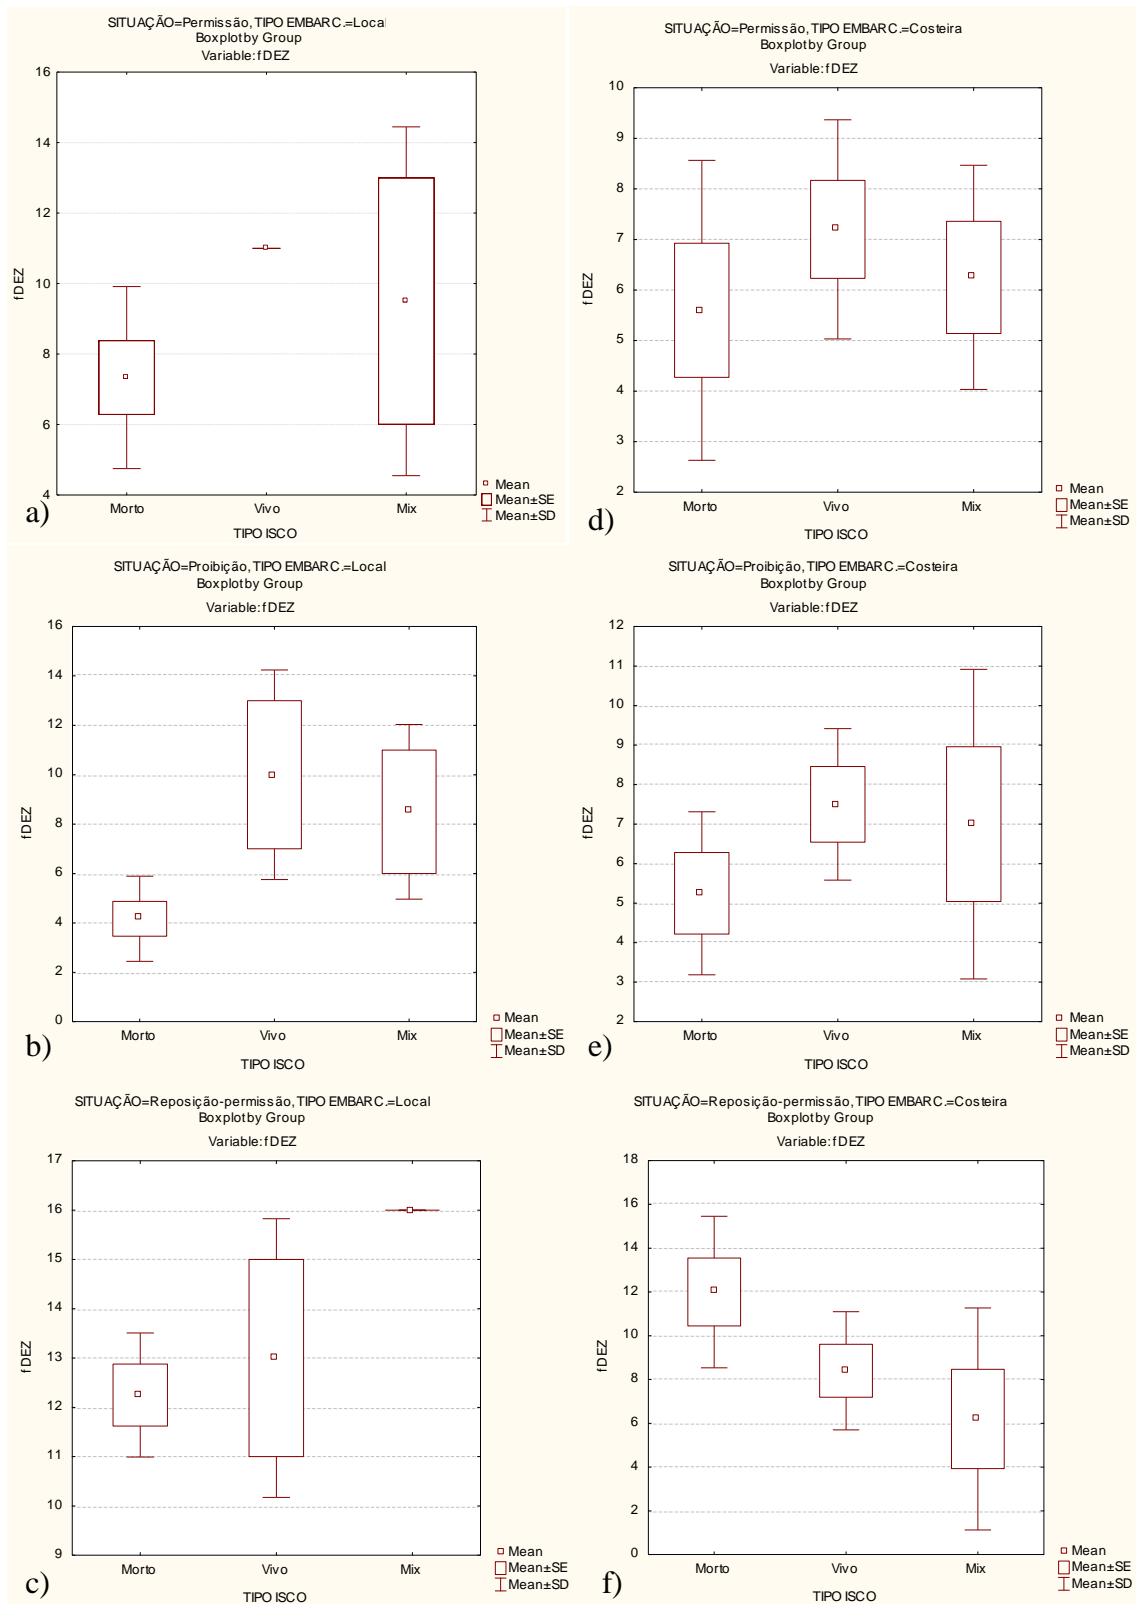 SITUAÇÃO=Permissão, TIPO EMBARC.=Local
Boxplot by Group
Variable: fDEZ
16
14
12
10
8
6
4
fDEZ
Morto Vivo Mix
TIPO ISCO
Mean
Mean±SE
Mean±SD
a)
SITUAÇÃO=Permissão, TIPO EMBARC.=Costeira
Boxplot by Group
Variable: fDEZ
10
9
8
7
6
5
4
3
2
fDEZ
Morto Vivo Mix
TIPO ISCO
Mean
Mean±SE
Mean±SD
d)
SITUAÇÃO=Proibição, TIPO EMBARC.=Local
Boxplot by Group
Variable: fDEZ
16
14
12
10
8
6
4
2
0
fDEZ
Morto Vivo Mix
TIPO ISCO
Mean
Mean±SE
Mean±SD
b)
SITUAÇÃO=Proibição, TIPO EMBARC.=Costeira
Boxplot by Group
Variable: fDEZ
12
11
10
9
8
7
6
5
4
3
2
fDEZ
Morto Vivo Mix
TIPO ISCO
Mean
Mean±SE
Mean±SD
e)
SITUAÇÃO=Reposição-permissão, TIPO EMBARC.=Local
Boxplot by Group
Variable: fDEZ
17
16
15
14
13
12
11
10
9
fDEZ
Morto Vivo Mix
TIPO ISCO
Mean
Mean±SE
Mean±SD
c)
SITUAÇÃO=Reposição-permissão, TIPO EMBARC.=Costeira
Boxplot by Group
Variable: fDEZ
18
16
14
12
10
8
6
4
2
0
fDEZ
Morto Vivo Mix
TIPO ISCO
Mean
Mean±SE
Mean±SD
f)